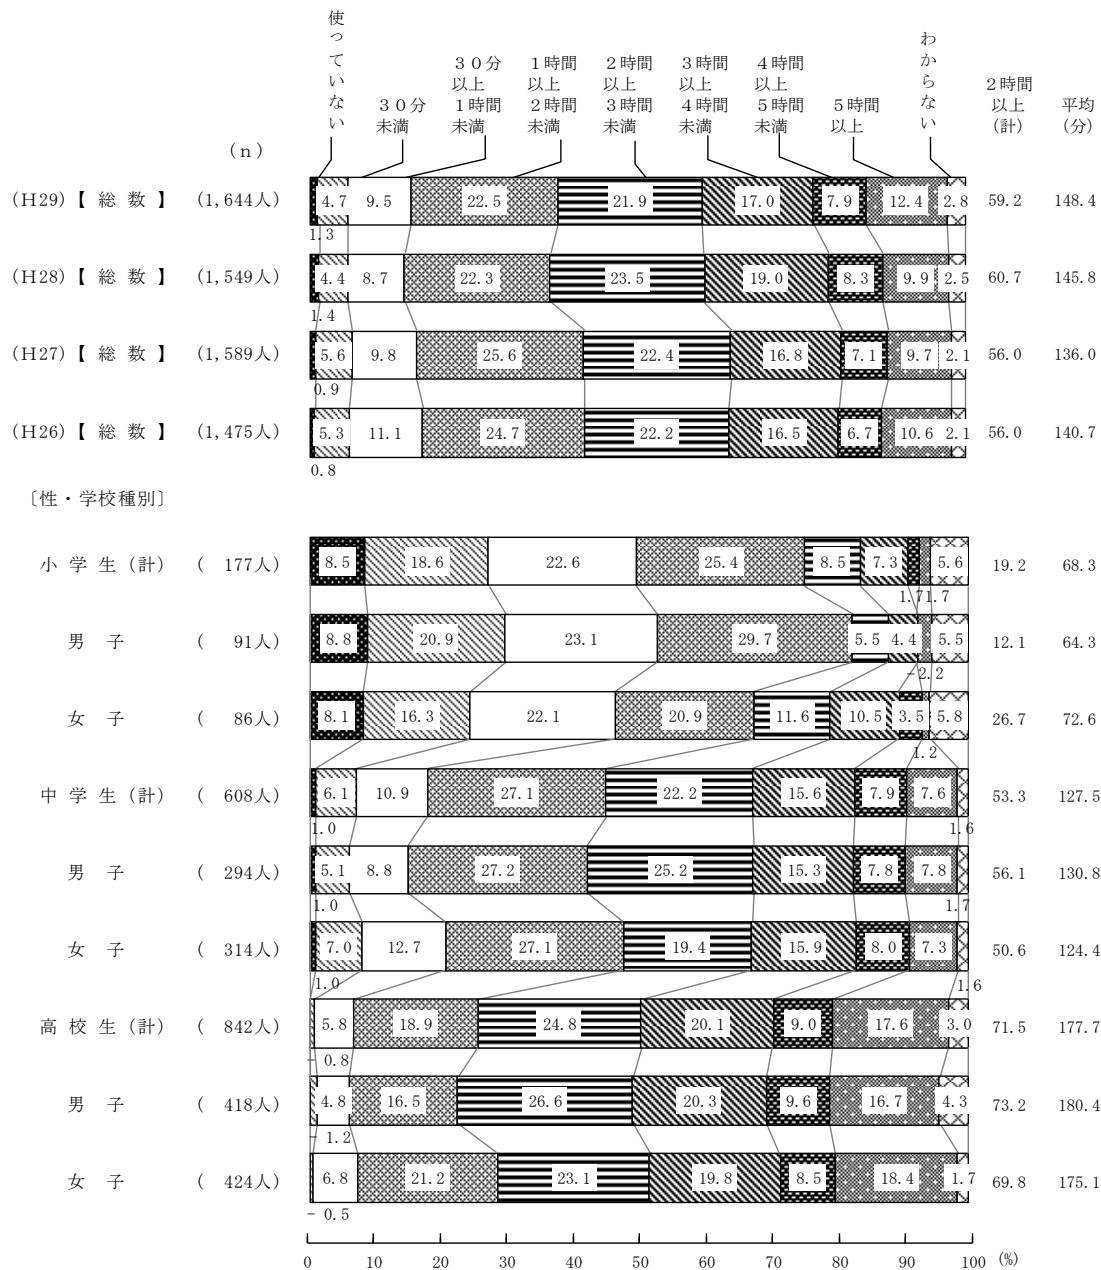 使っていない
３０分
未満
３０分
以上
１時間
未満
１時間
以上
２時間
未満
２時間
以上
３時間
未満
３時間
以上
４時間
未満
４時間
以上
５時間
未満
５時間
以上
わからない
２時間
以上
（計）
平均
（分）
（ｎ）
(H29)【 総 数 】 (1,644人) 4.7 9.5 22.5 21.9 17.0 7.9 12.4 2.8 59.2 148.4
1.3
(H28)【 総 数 】 (1,549人) 4.4 8.7 22.3 23.5 19.0 8.3 9.9 2.5 60.7 145.8
1.4
(H27)【 総 数 】 (1,589人) 5.6 9.8 25.6 22.4 16.8 7.1 9.7 2.1 56.0 136.0
0.9
(H26)【 総 数 】 (1,475人) 5.3 11.1 24.7 22.2 16.5 6.7 10.6 2.1 56.0 140.7
0.8
〔性・学校種別〕
小 学 生（計） ( 177人) 8.5 18.6 22.6 25.4 8.5 7.3 5.6 19.2 68.3
1.7 1.7
男 子 ( 91人) 8.8 20.9 23.1 29.7 5.5 4.4 5.5 12.1 64.3
- 2.2
女 子 ( 86人) 8.1 16.3 22.1 20.9 11.6 10.5 3.5 5.8 26.7 72.6
1.2
中 学 生（計） ( 608人) 6.1 10.9 27.1 22.2 15.6 7.9 7.6 53.3 127.5
1.0 1.6
男 子 ( 294人) 5.1 8.8 27.2 25.2 15.3 7.8 7.8 56.1 130.8
1.0 1.7
女 子 ( 314人) 7.0 12.7 27.1 19.4 15.9 8.0 7.3 50.6 124.4
1.0 1.6
高 校 生（計） ( 842人) 5.8 18.9 24.8 20.1 9.0 17.6 3.0 71.5 177.7
- 0.8
男 子 ( 418人) 4.8 16.5 26.6 20.3 9.6 16.7 4.3 73.2 180.4
- 1.2
女 子 ( 424人) 6.8 21.2 23.1 19.8 8.5 18.4 1.7 69.8 175.1
- 0.5
0 10 20 30 40 50 60 70 80 90 100 (%)